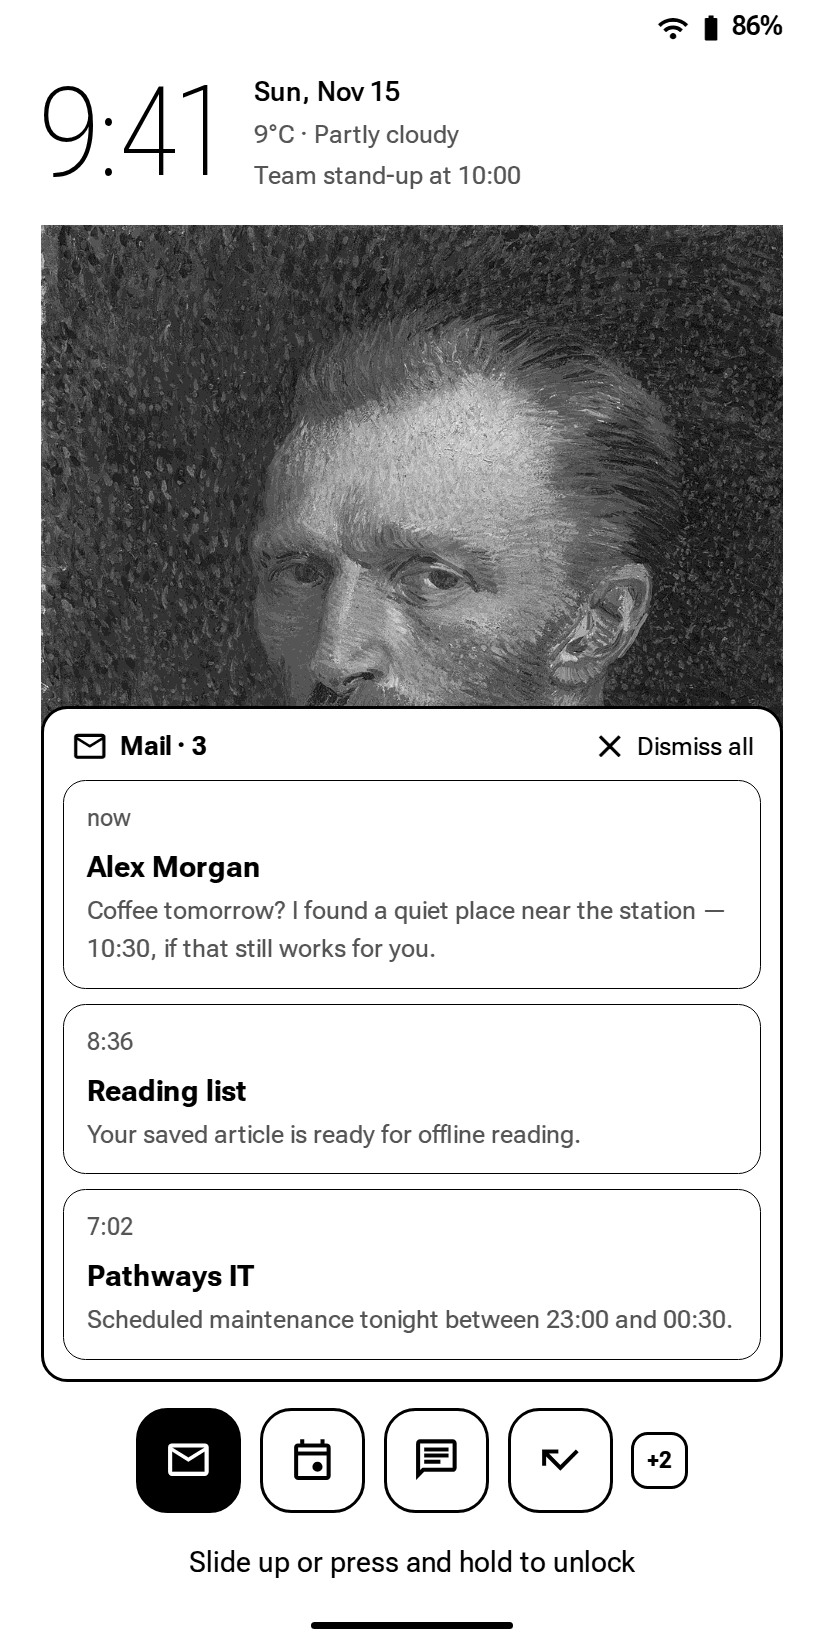 86%
9:41
Sun, Nov 15
9°C · Partly cloudy
Team stand-up at 10:00
Mail · 3
Dismiss all
now
Alex Morgan
Coffee tomorrow? I found a quiet place near the station —
10:30, if that still works for you.
8:36
Reading list
Your saved article is ready for offline reading.
7:02
Pathways IT
Scheduled maintenance tonight between 23:00 and 00:30.
+2
Slide up or press and hold to unlock